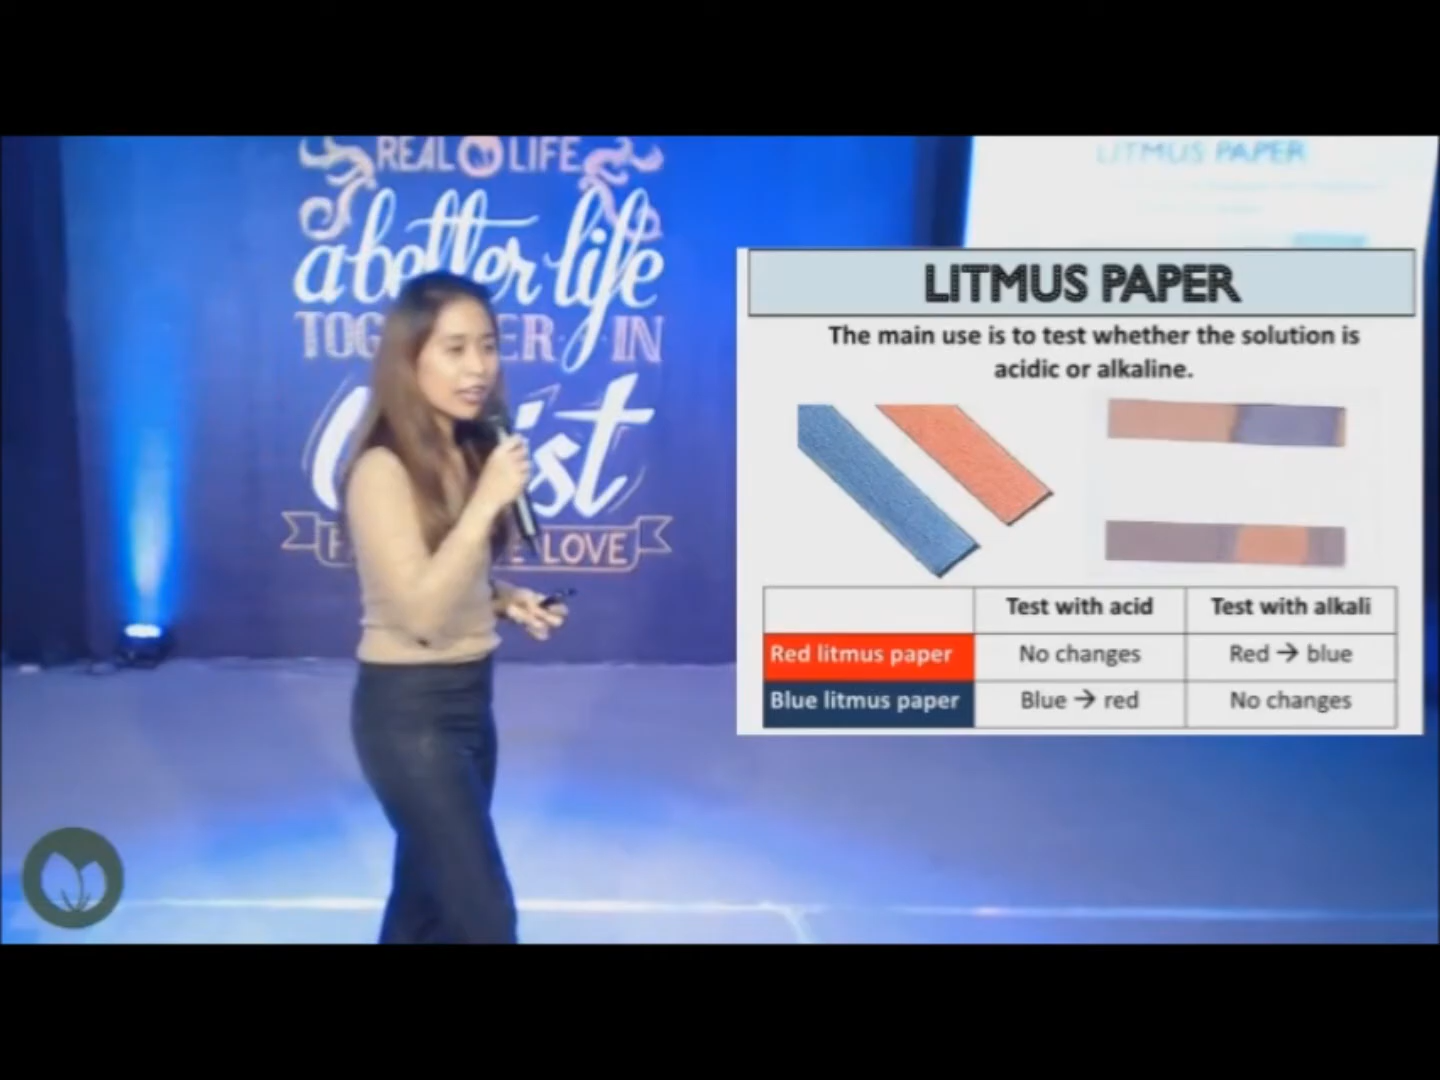 REAL LIFE
a better life
TOGETHER IN
LOVE
LITMUS PAPER
LITMUS PAPER
The main use is to test whether the solution is
acidic or alkaline.
Test with acid Test with alkali
Red litmus paper No changes Red → blue
Blue litmus paper Blue → red No changes